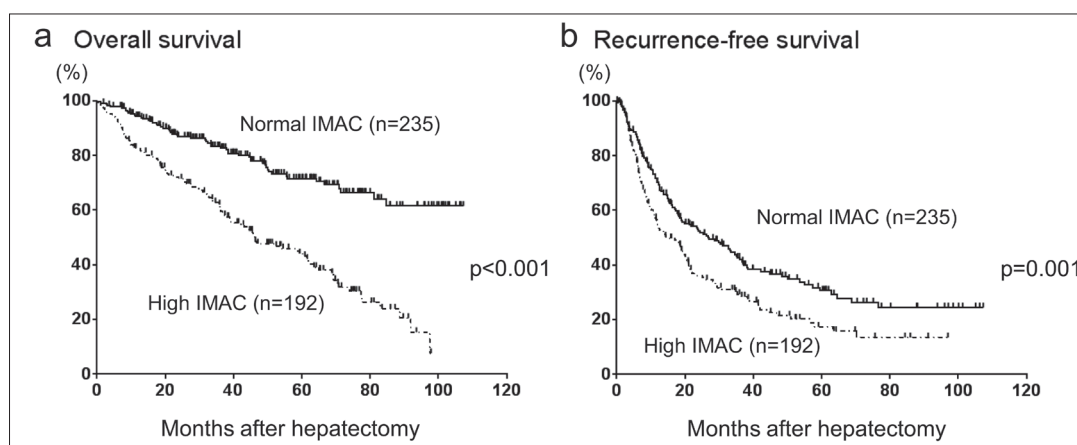 a Overall survival
(%)
100
80
60
40
20
0
0 20 40 60 80 100 120
Normal IMAC (n=235)
High IMAC (n=192)
p<0.001
Months after hepatectomy
b Recurrence-free survival
(%)
100
80
60
40
20
0
0 20 40 60 80 100 120
Normal IMAC (n=235)
High IMAC (n=192)
p=0.001
Months after hepatectomy